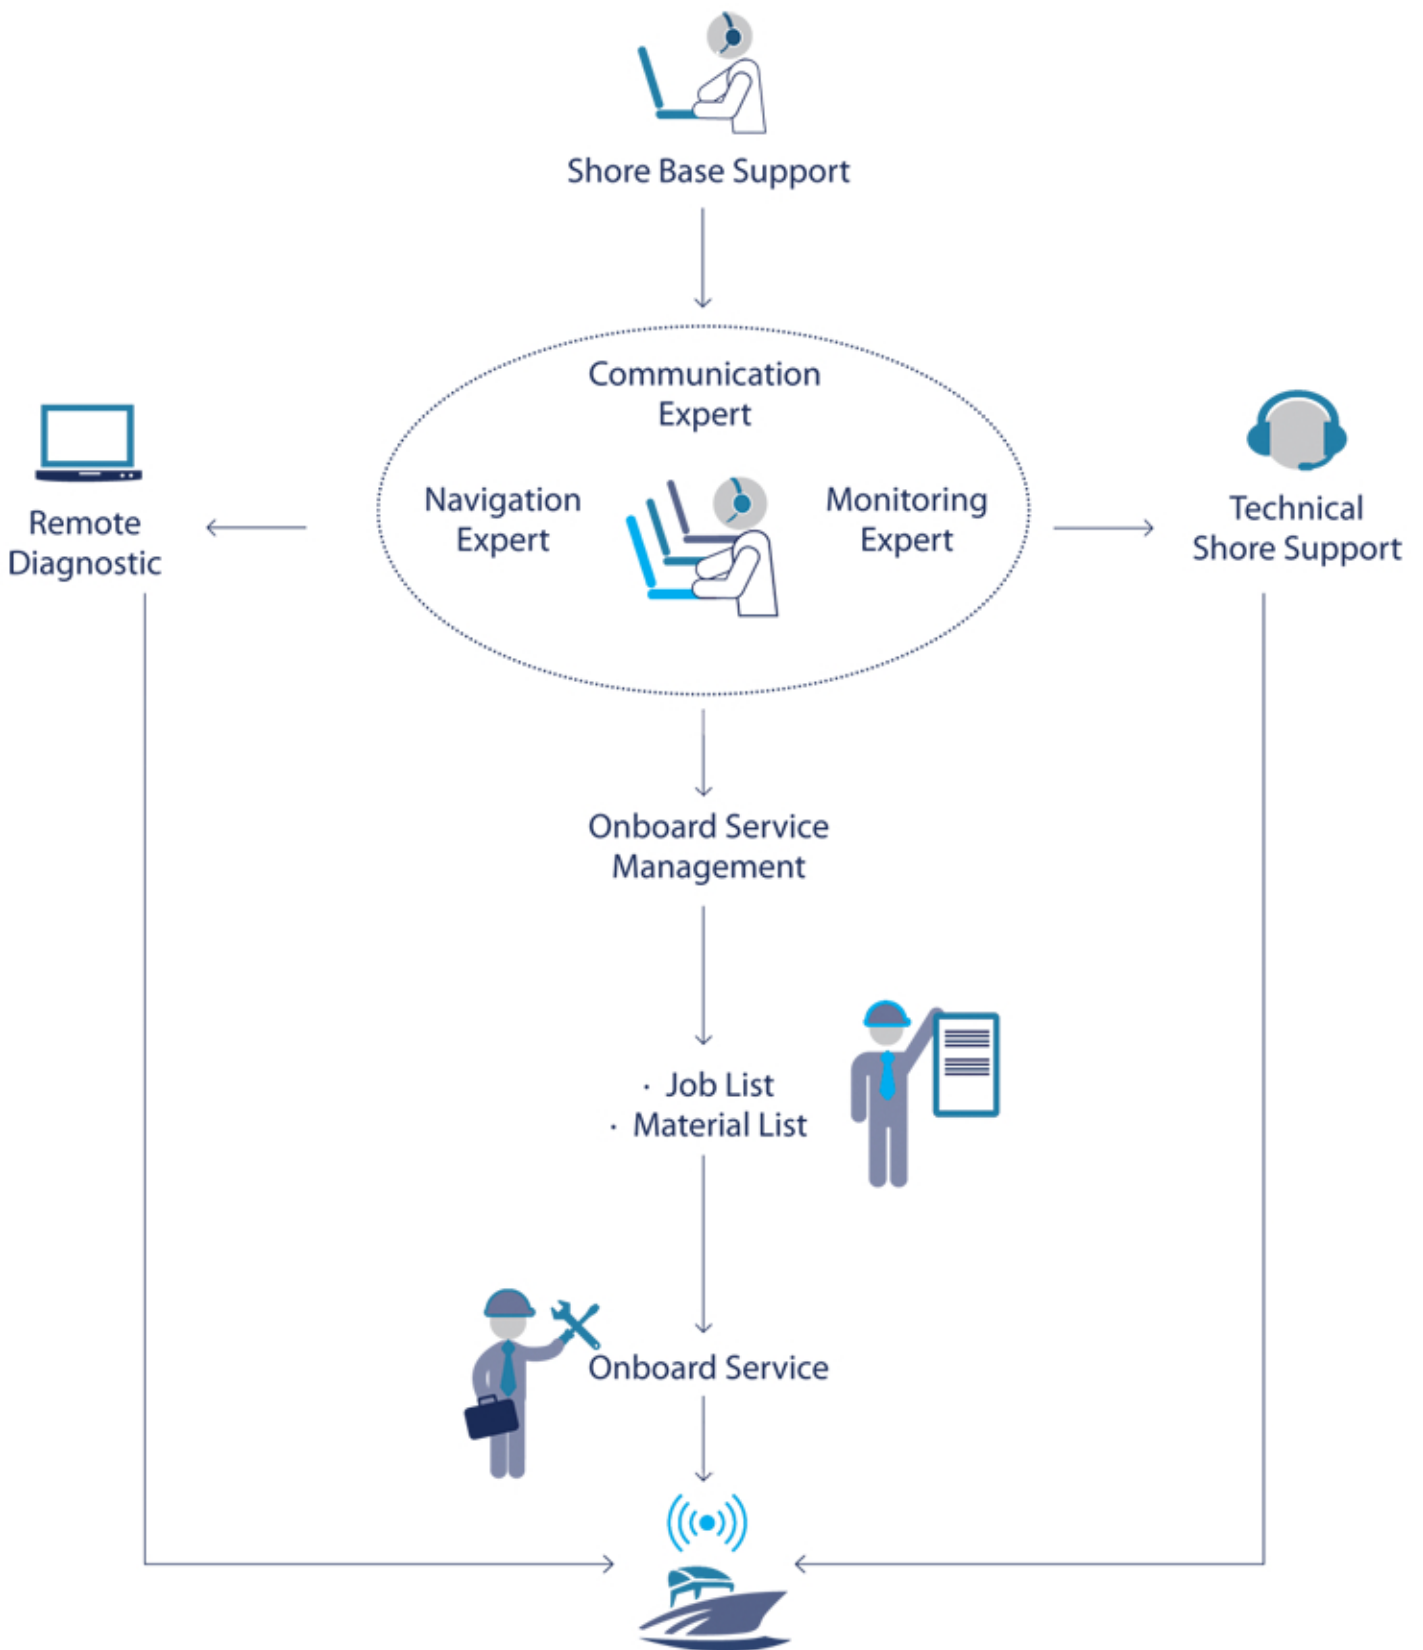 Shore Base Support
Communication
Expert
Navigation
Expert
Monitoring
Expert
Remote
Diagnostic
Technical
Shore Support
Onboard Service
Management
· Job List
· Material List
Onboard Service